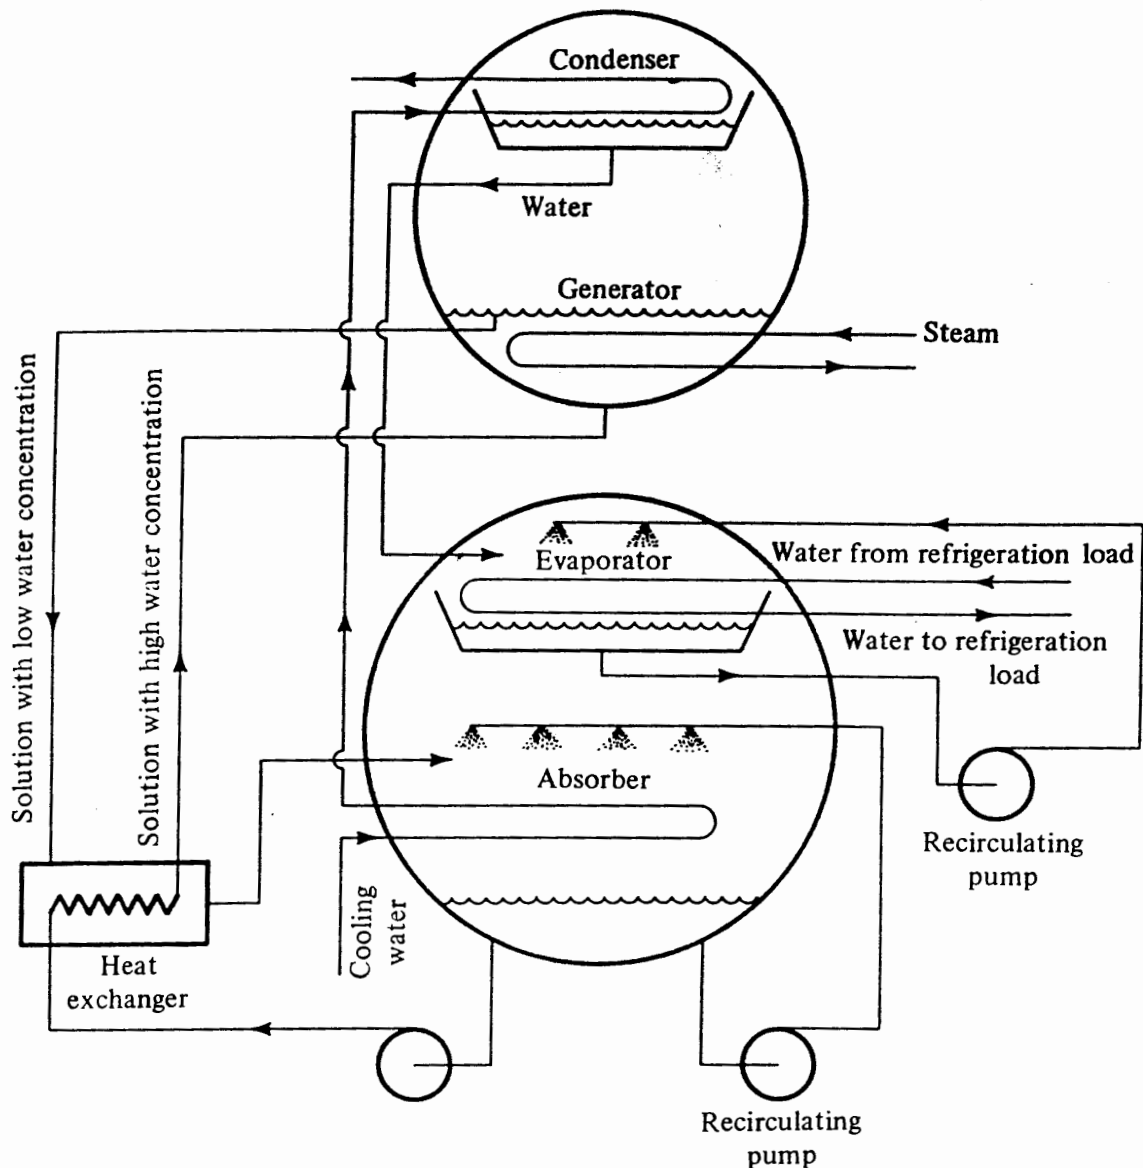 Condenser
Water
Generator
Steam
Solution with low water concentration
Solution with high water concentration
Evaporator
Water from refrigeration load
Water to refrigeration
load
Absorber
Recirculating
pump
Cooling
water
Heat
exchanger
Recirculating
pump